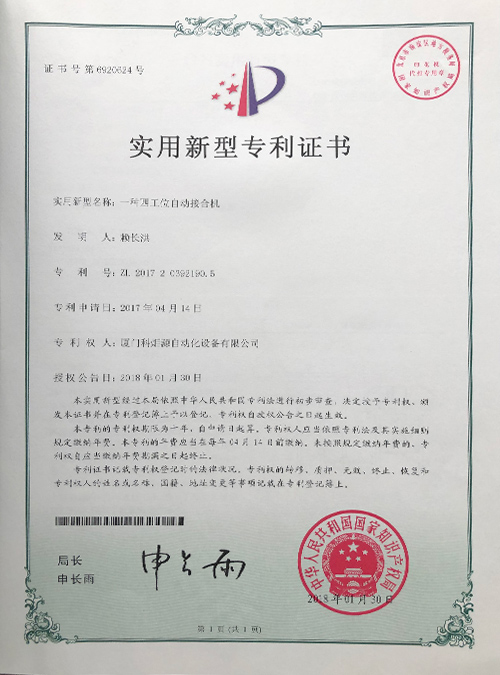 证书号第6920624号
实用新型专利证书
实用新型名称：一种四工位自动接合机
发 明 人：赖长洪
专 利 号：ZL 2017 2 0392190.5
专利申请日：2017年04月14日
专 利 权 人：厦门科炬源自动化设备有限公司
授权公告日：2018年01月30日
本实用新型经过本局依照中华人民共和国专利法进行初步审查，决定授予专利权，颁
发本证书并在专利登记簿上予以登记。专利权自授权公告之日起生效。
本专利的专利权期限为十年，自申请日起算。专利权人应当依照专利法及其实施细则
规定缴纳年费。本专利的年费应当在每年04月14日前缴纳。未按照规定缴纳年费的，专
利权自应当缴纳年费期满之日起终止。
专利证书记载专利权登记时的法律状况。专利权的转移、质押、无效、终止、恢复和
专利权人的姓名或名称、国籍、地址变更等事项记载在专利登记簿上。
局长
申长雨
申长雨
中华人民共和国国家知识产权局
2018年01月30日
第1页(共1页)